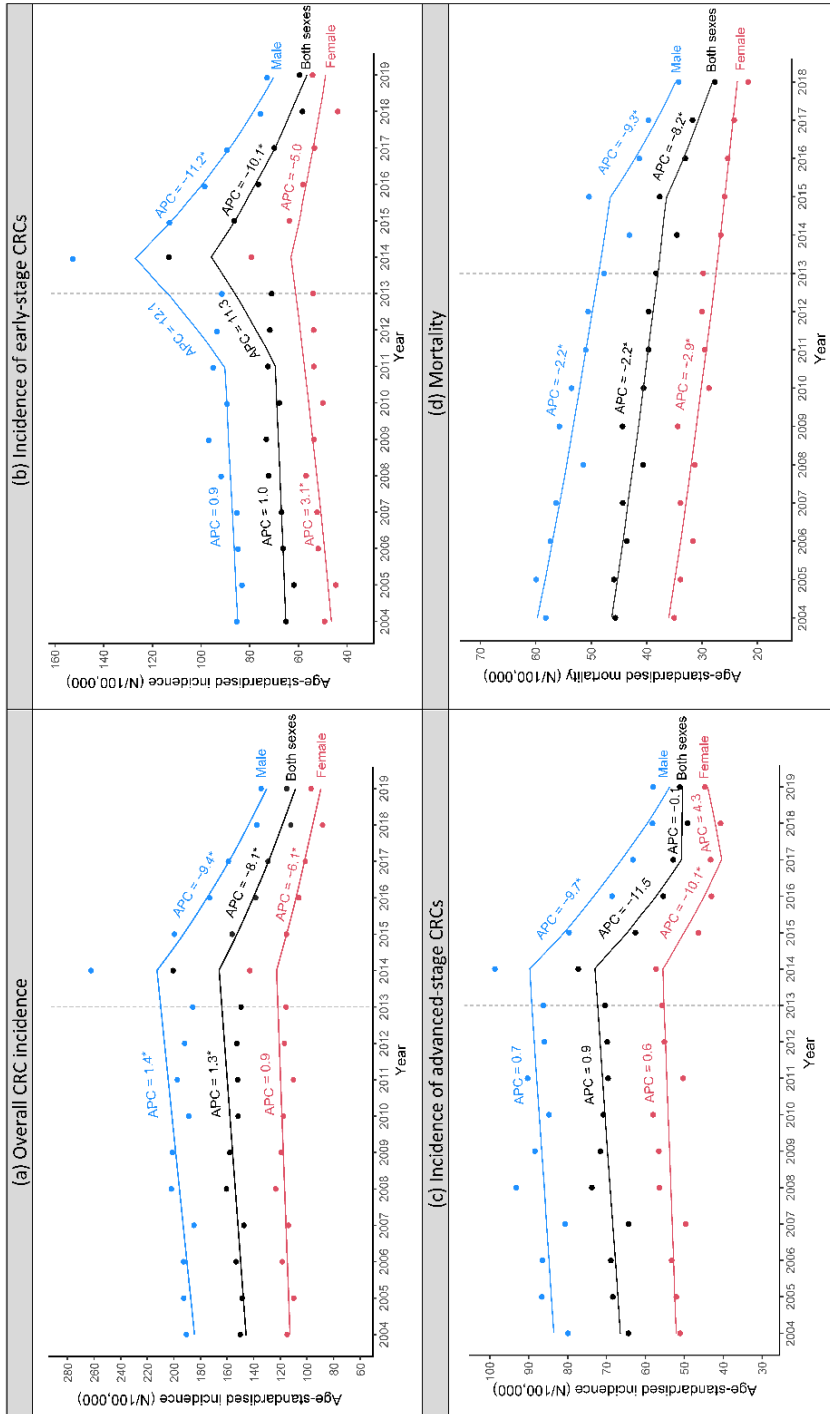 (a) Overall CRC incidence
Age-standardised incidence (N/100,000)
280
260
240
220
200
180
160
140
120
100
80
APC = 1.4*
APC = −9.4*
Male
APC = 1.3*
APC = −8.1*
Both sexes
APC = 0.9
APC = −6.1*
Female
2004 2005 2006 2007 2008 2009 2010 2011 2012 2013 2014 2015 2016 2017 2018 2019
Year
(b) Incidence of early-stage CRCs
Age-standardised incidence (N/100,000)
160
140
120
100
80
60
40
APC = 0.9
APC = 12.1
APC = −11.2*
Male
APC = 1.0
APC = 11.3
APC = −10.1*
Both sexes
APC = 3.1*
APC = −5.0
Female
2004 2005 2006 2007 2008 2009 2010 2011 2012 2013 2014 2015 2016 2017 2018 2019
Year
(c) Incidence of advanced-stage CRCs
Age-standardised incidence (N/100,000)
100
90
80
70
60
50
40
30
APC = 0.7
APC = −9.7*
Male
APC = 0.9
APC = −11.5
APC = −0.1
Both sexes
APC = 0.6
APC = −10.1*
APC = 4.3
Female
2004 2005 2006 2007 2008 2009 2010 2011 2012 2013 2014 2015 2016 2017 2018 2019
Year
(d) Mortality
Age-standardised mortality (N/100,000)
70
60
50
40
30
20
APC = −2.2*
APC = −9.3*
Male
APC = −2.2*
APC = −8.2*
Both sexes
APC = −2.9*
Female
2004 2005 2006 2007 2008 2009 2010 2011 2012 2013 2014 2015 2016 2017 2018
Year